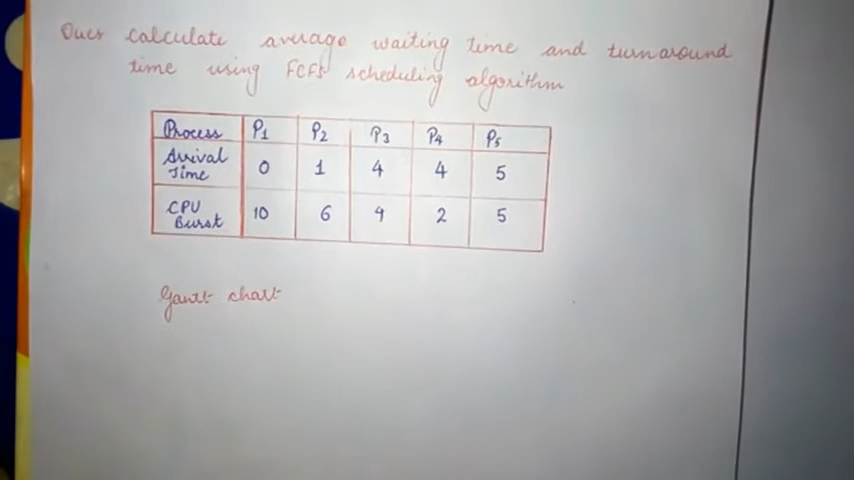 Ques calculate average waiting time and turnaround
time using FCFS scheduling algorithm
Process P1 P2 P3 P4 P5
Arrival Time 0 1 4 4 5
CPU Burst 10 6 9 2 5
Gantt chart